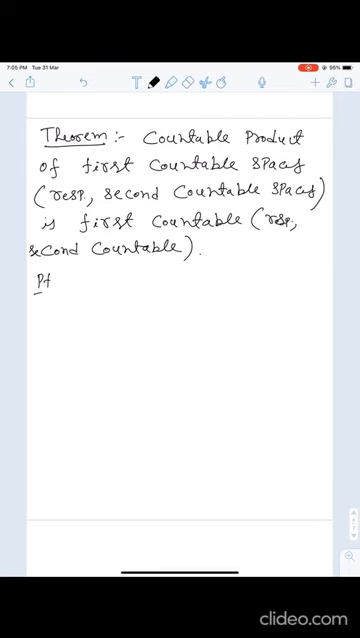 7:05 PM Tue 31 Mar 95%
T
Theorem :- Countable Product
of first Countable Spaces
(resp., second Countable Spaces)
is first Countable (resp.,
second Countable).
Pf
clideo.com